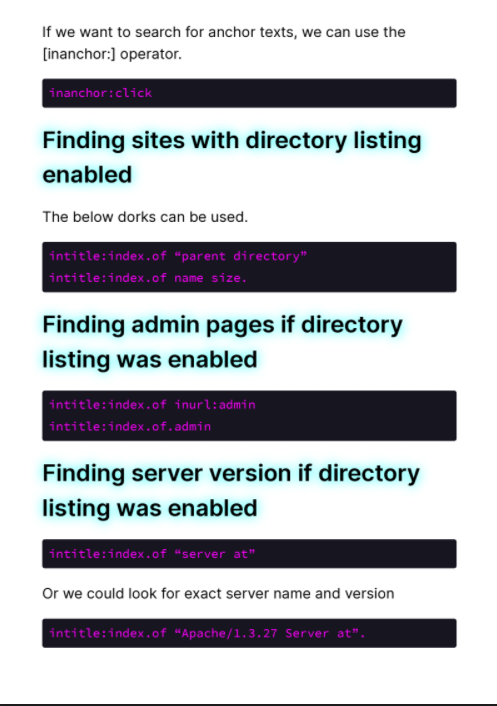 If we want to search for anchor texts, we can use the
[inanchor:] operator.
inanchor:click
Finding sites with directory listing
enabled
The below dorks can be used.
intitle:index.of “parent directory”
intitle:index.of name size.
Finding admin pages if directory
listing was enabled
intitle:index.of inurl:admin
intitle:index.of.admin
Finding server version if directory
listing was enabled
intitle:index.of “server at”
Or we could look for exact server name and version
intitle:index.of “Apache/1.3.27 Server at”.